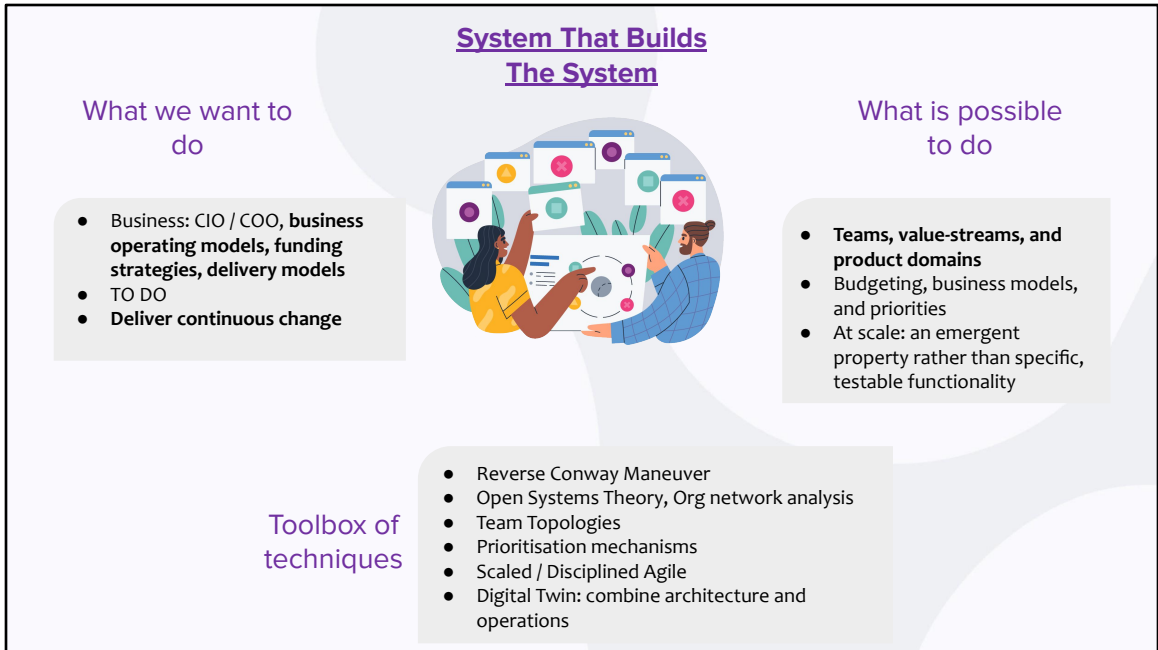 System That Builds
The System
What we want to
do
● Business: CIO / COO, business
operating models, funding
strategies, delivery models
● TO DO
● Deliver continuous change
What is possible
to do
● Teams, value-streams, and
product domains
● Budgeting, business models,
and priorities
● At scale: an emergent
property rather than specific,
testable functionality
Toolbox of
techniques
● Reverse Conway Maneuver
● Open Systems Theory, Org network analysis
● Team Topologies
● Prioritisation mechanisms
● Scaled / Disciplined Agile
● Digital Twin: combine architecture and
operations